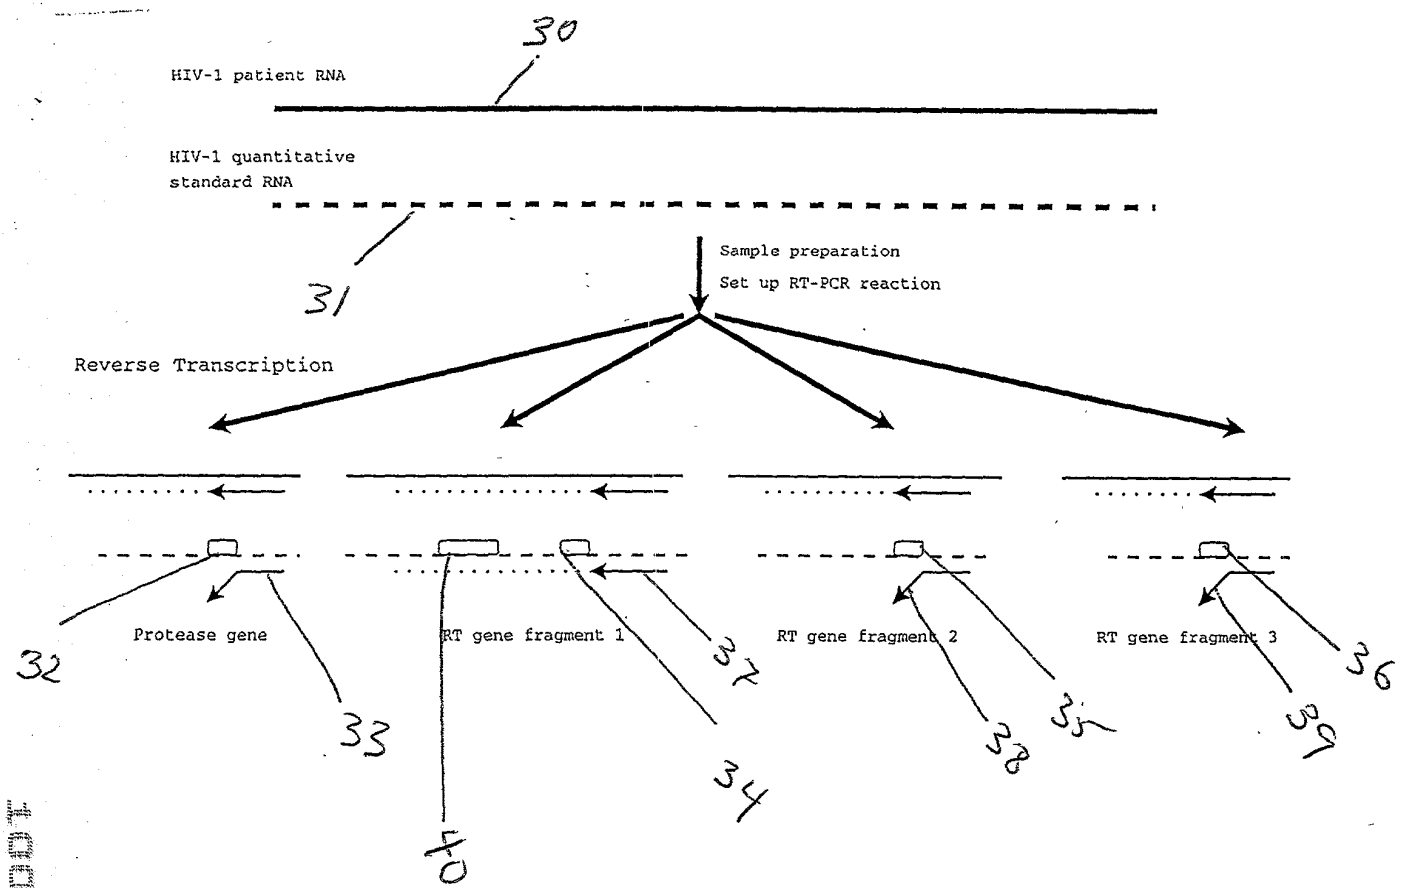 30
HIV-1 patient RNA
HIV-1 quantitative
standard RNA
31
Sample preparation
Set up RT-PCR reaction
Reverse Transcription
Protease gene
RT gene fragment 1
RT gene fragment 2
RT gene fragment 3
32
33
37
34
38
35
39
36
40